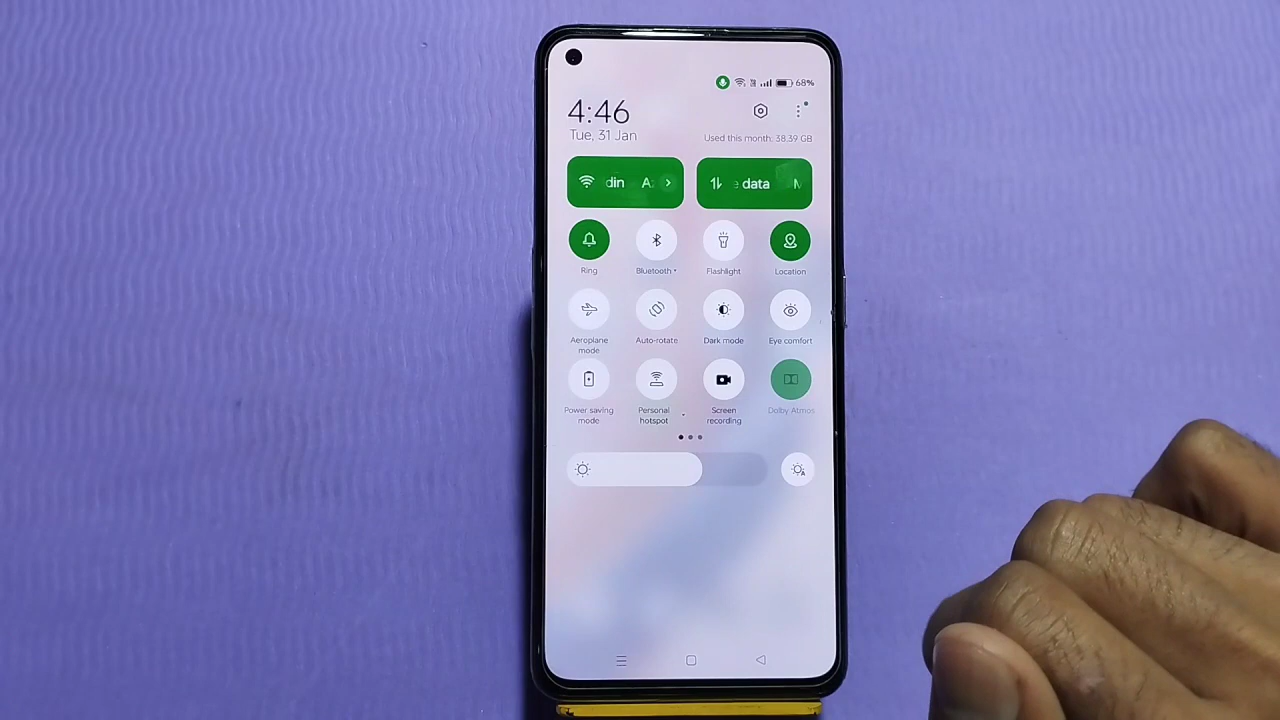 68%
4:46
Tue, 31 Jan
Used this month: 38.39 GB
din A
e data
Ring
Bluetooth
Flashlight
Location
Aeroplane
mode
Auto-rotate
Dark mode
Eye comfort
Power saving
mode
Personal
hotspot
Screen
recording
Dolby Atmos
A